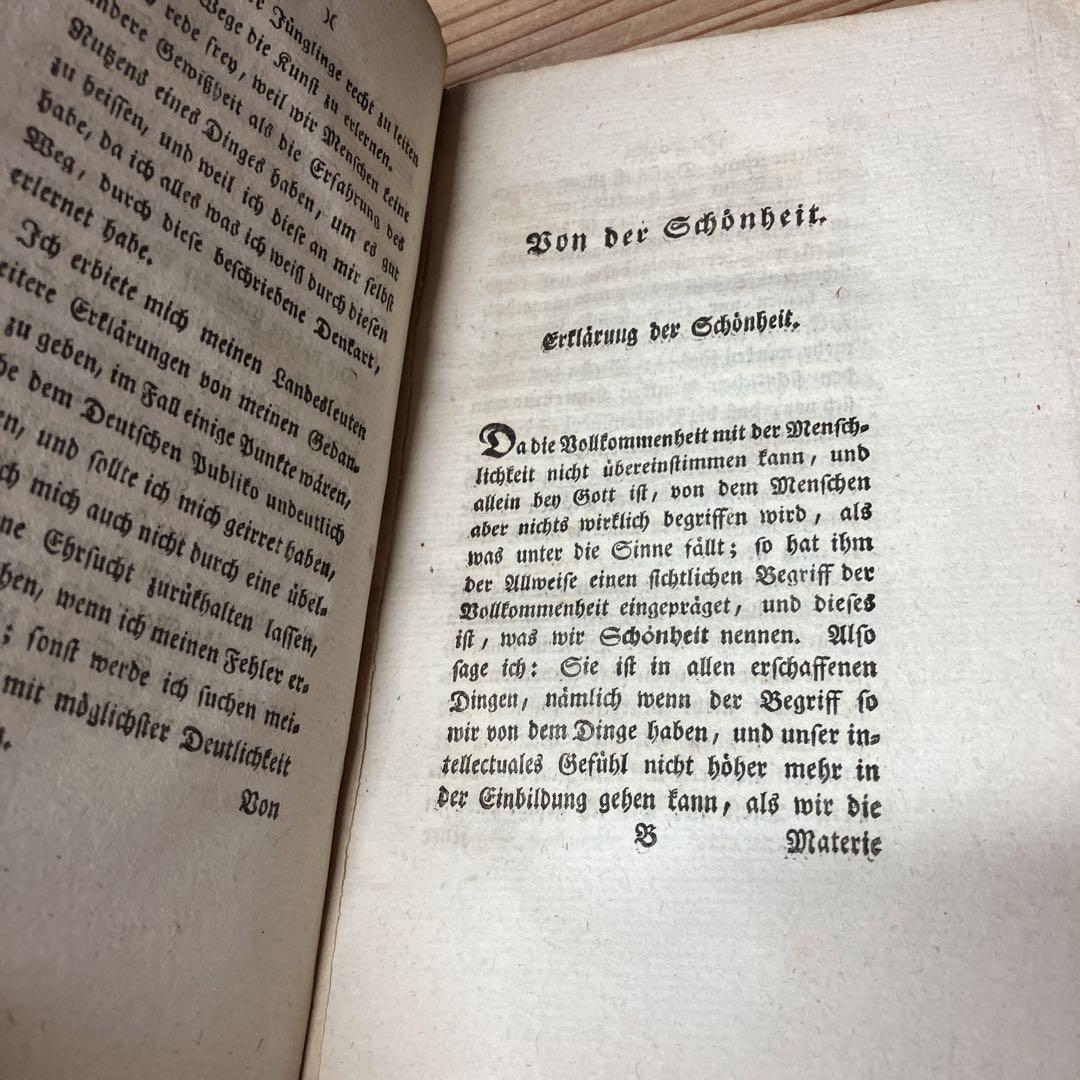 )(
Jünglinge recht zu leiten
Wege die Kunst zu erlernen.
rede frey, weil wir Menschen keine
andere Gewißheit als die Erfahrung des
Nutzens eines Dinges haben, um es gut
zu heissen, und weil ich diese an mir selbst
habe, da ich alles was ich weiß durch diesen
Weg, durch diese beschriebene Denkart,
erlernet habe.
Ich erbiete mich meinen Landesleuten
Erklärungen von meinen Gedan-
zu geben, im Fall einige Punkte wären,
dem Deutschen Publiko undeutlich
und sollte ich mich geirret haben,
mich auch nicht durch eine übel-
Ehrsucht zurükhalten lassen,
wenn ich meinen Fehler er-
; sonst werde ich suchen mei-
mit möglichster Deutlichkeit
Von
Von der Schönheit.
Erklärung der Schönheit.
Da die Vollkommenheit mit der Mensch-
lichkeit nicht übereinstimmen kann, und
allein bey Gott ist, von dem Menschen
aber nichts wirklich begriffen wird, als
was unter die Sinne fällt; so hat ihm
der Allweise einen sichtlichen Begriff der
Vollkommenheit eingepräget, und dieses
ist, was wir Schönheit nennen. Also
sage ich: Sie ist in allen erschaffenen
Dingen, nämlich wenn der Begriff so
wir von dem Dinge haben, und unser in-
tellectuales Gefühl nicht höher mehr in
der Einbildung gehen kann, als wir die
B Materie